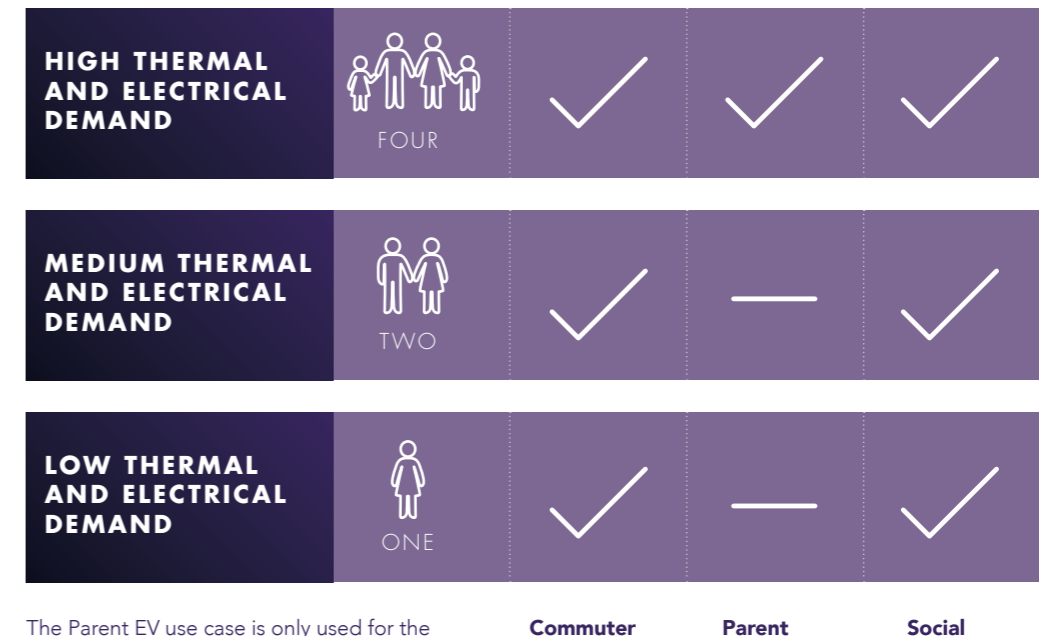 HIGH THERMAL
AND ELECTRICAL
DEMAND
FOUR
MEDIUM THERMAL
AND ELECTRICAL
DEMAND
TWO
LOW THERMAL
AND ELECTRICAL
DEMAND
ONE
The Parent EV use case is only used for the
Commuter
Parent
Social